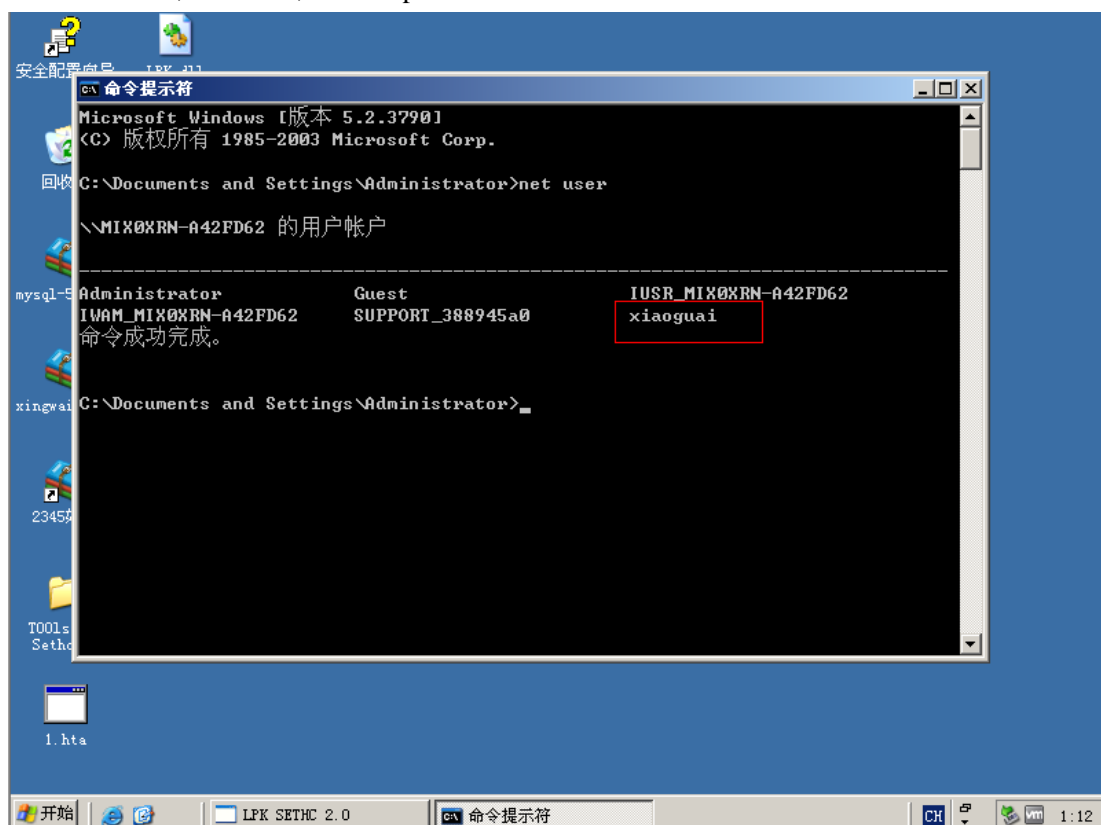 安全配置向导
LPK.dll
命令提示符
Microsoft Windows [版本 5.2.3790]
(C) 版权所有 1985-2003 Microsoft Corp.
回收
C:\Documents and Settings\Administrator>net user
\\MIX0XRN-A42FD62 的用户帐户
-------------------------------------------------------------------------------
mysql-5
Administrator Guest IUSR_MIX0XRN-A42FD62
IWAM_MIX0XRN-A42FD62 SUPPORT_388945a0 xiaoguai
命令成功完成。
xingwai
C:\Documents and Settings\Administrator>_
2345
TOOls
Sethc
1.hta
开始
LPK SETHC 2.0
命令提示符
CH
1:12